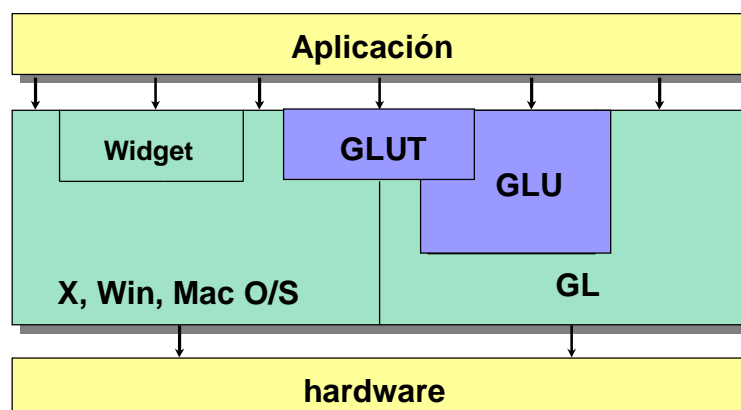 Aplicación
Widget
GLUT
GLU
X, Win, Mac O/S
GL
hardware